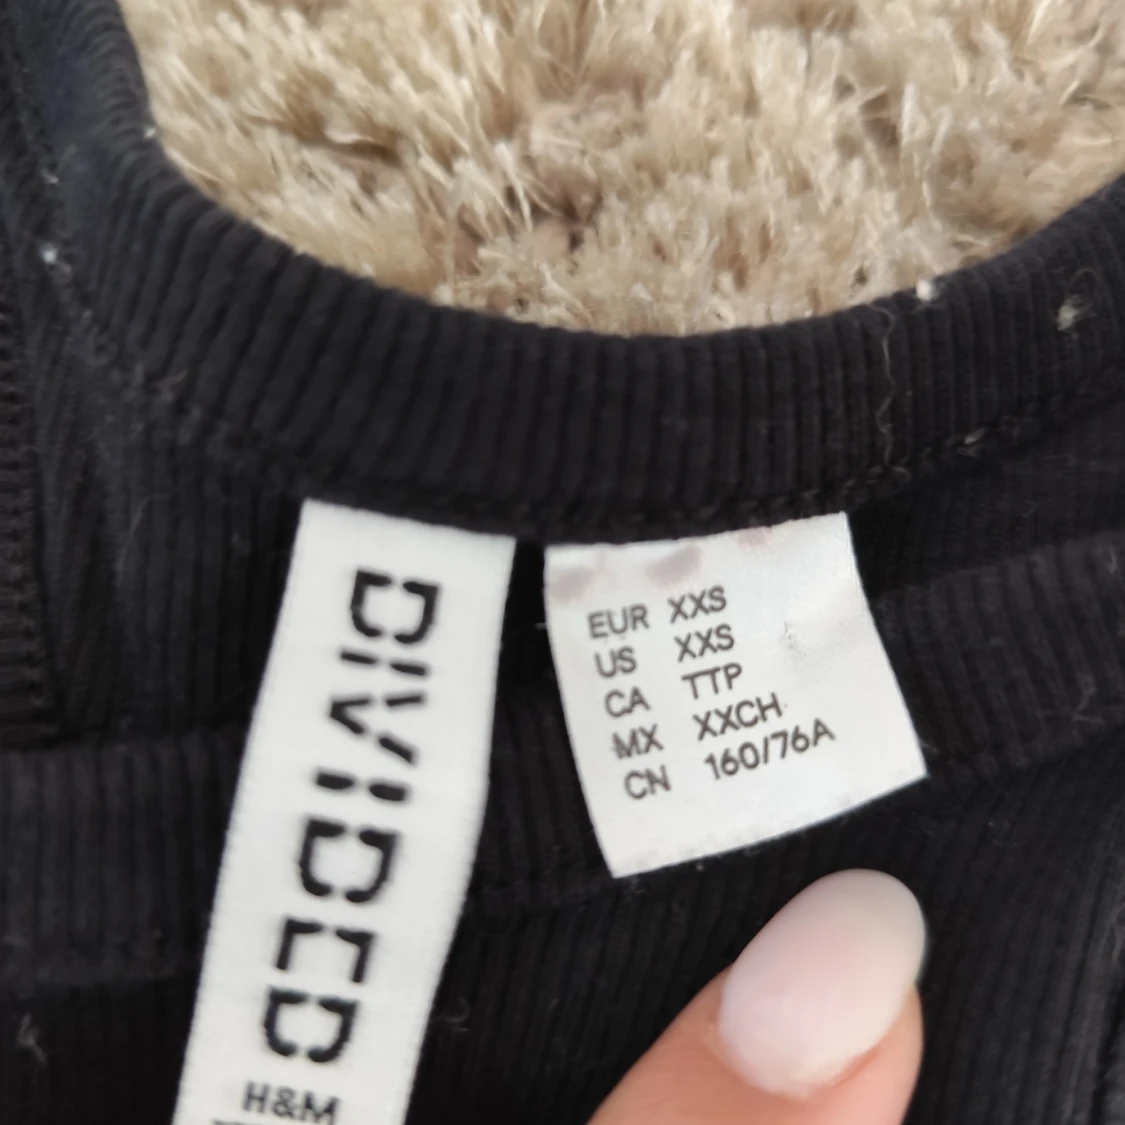 DIVIDED
H&M
EUR XXS
US XXS
CA TTP
MX XXCH
CN 160/76A